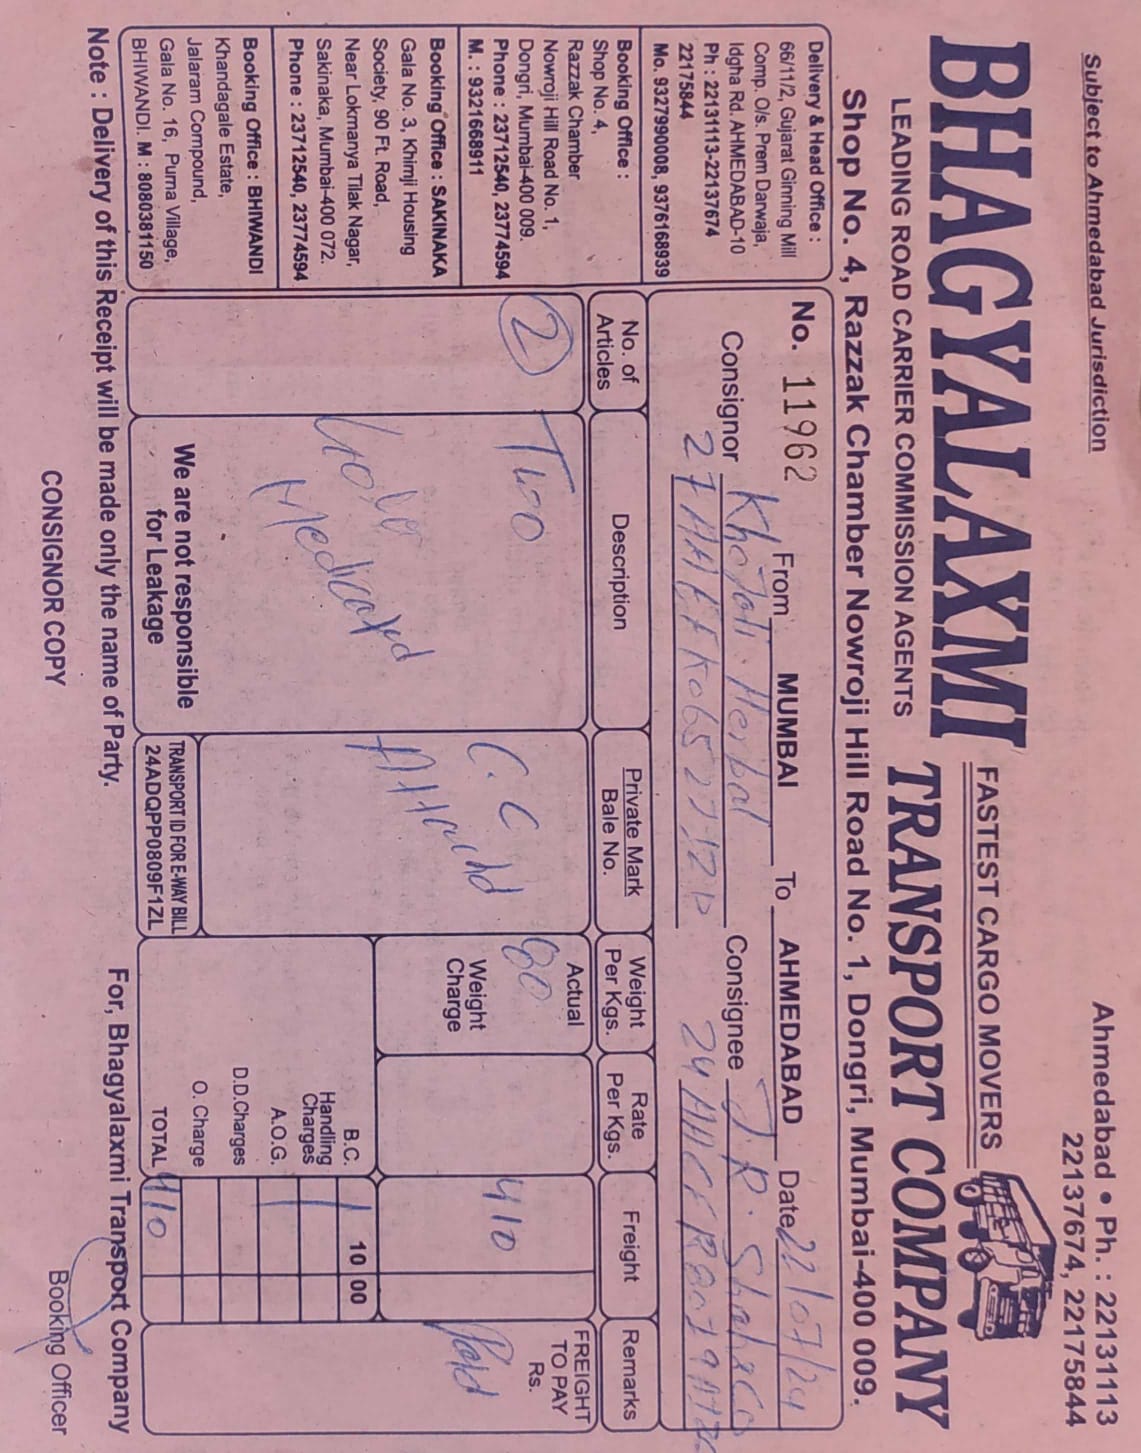 Subject to Ahmedabad Jurisdiction
Ahmedabad • Ph. : 22131113
22137674, 22175844
BHAGYALAXMI
FASTEST CARGO MOVERS
TRANSPORT COMPANY
LEADING ROAD CARRIER COMMISSION AGENTS
Shop No. 4, Razzak Chamber Nowroji Hill Road No. 1, Dongri, Mumbai-400 009.
Delivery & Head Office :
66/11/2, Gujarat Ginning Mill
Comp. O/s. Prem Darwaja,
Idgha Rd. AHMEDABAD-10
Ph : 22131113-22137674
22175844
Mo. 9327990008, 9376168939
Booking Office :
Shop No. 4,
Razzak Chamber
Nowroji Hill Road No. 1,
Dongri, Mumbai-400 009.
Phone : 23712540, 23774594
M. : 9321668911
Booking Office : SAKINAKA
Gala No. 3, Khimji Housing
Society, 90 Ft. Road,
Near Lokmanya Tilak Nagar,
Sakinaka, Mumbai-400 072.
Phone : 23712540, 23774594
Booking Office : BHIWANDI
Khandagale Estate,
Jalaram Compound,
Gala No. 16, Purna Village,
BHIWANDI. M : 8080381150
No. 11962 From MUMBAI To AHMEDABAD Date 22/07/24
Consignor Herbal Consignee J.R. Shah & Co
No. of Articles
Description
Private Mark Bale No.
Weight Per Kgs.
Rate Per Kgs.
Freight
Remarks
2
Two
C.C
Attachd
Actual
80
Weight Charge
410
FREIGHT TO PAY Rs.
Paid
B.C. 10 00
Handling Charges
A.O.G.
D.D.Charges
O. Charge
TOTAL 410
We are not responsible
for Leakage
TRANSPORT ID FOR E-WAY BILL
24ADQPP0809F1ZL
Note : Delivery of this Receipt will be made only the name of Party.
For, Bhagyalaxmi Transport Company
Booking Officer
CONSIGNOR COPY